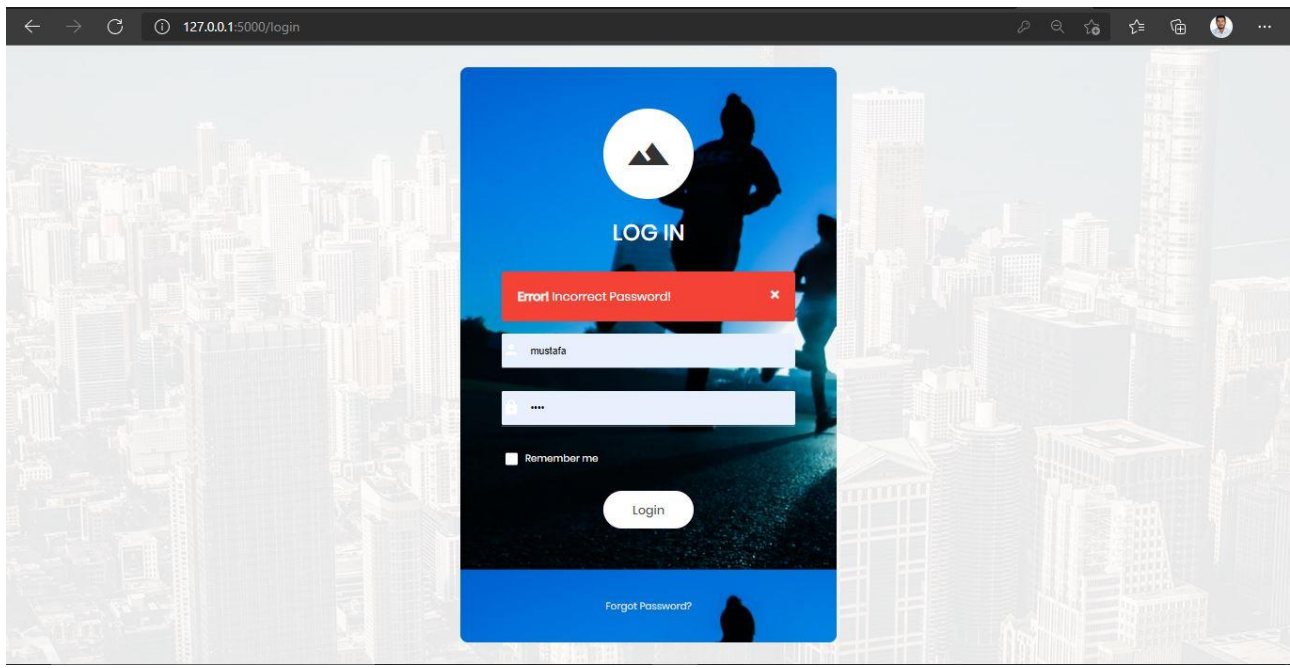 127.0.0.1:5000/login
LOG IN
Error! Incorrect Password!
mustafa
••••
Remember me
Login
Forgot Password?